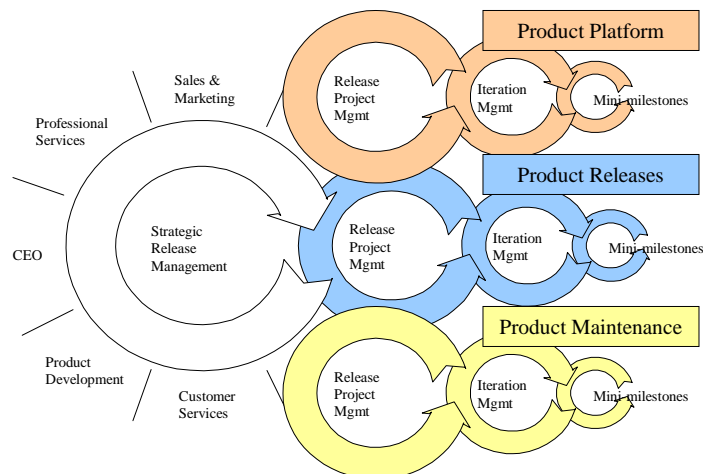 Product Platform
Sales &
Marketing
Release
Project
Mgmt
Iteration
Mgmt
Mini-milestones
Professional
Services
Product Releases
Strategic
Release
Management
Release
Project
Mgmt
Iteration
Mgmt
Mini-milestones
CEO
Product Maintenance
Product
Development
Customer
Services
Release
Project
Mgmt
Iteration
Mgmt
Mini-milestones